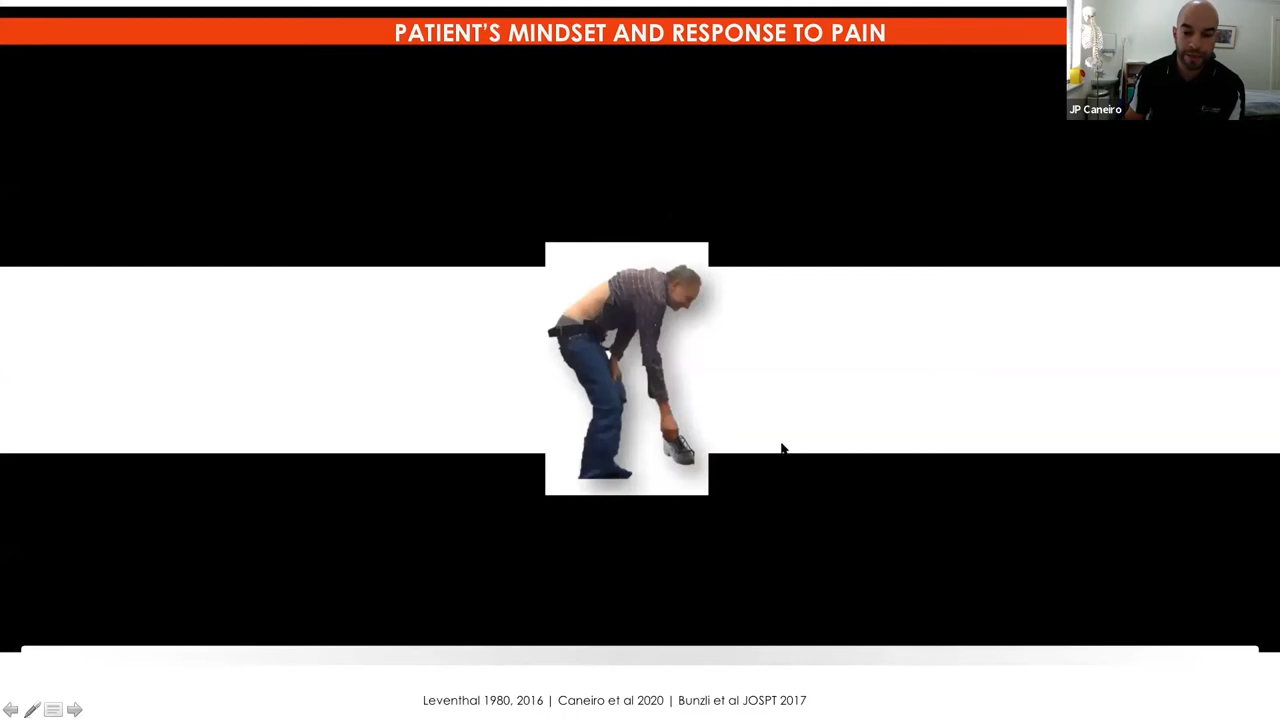 PATIENT'S MINDSET AND RESPONSE TO PAIN
JP Caneiro
Leventhal 1980, 2016 | Caneiro et al 2020 | Bunzli et al JOSPT 2017